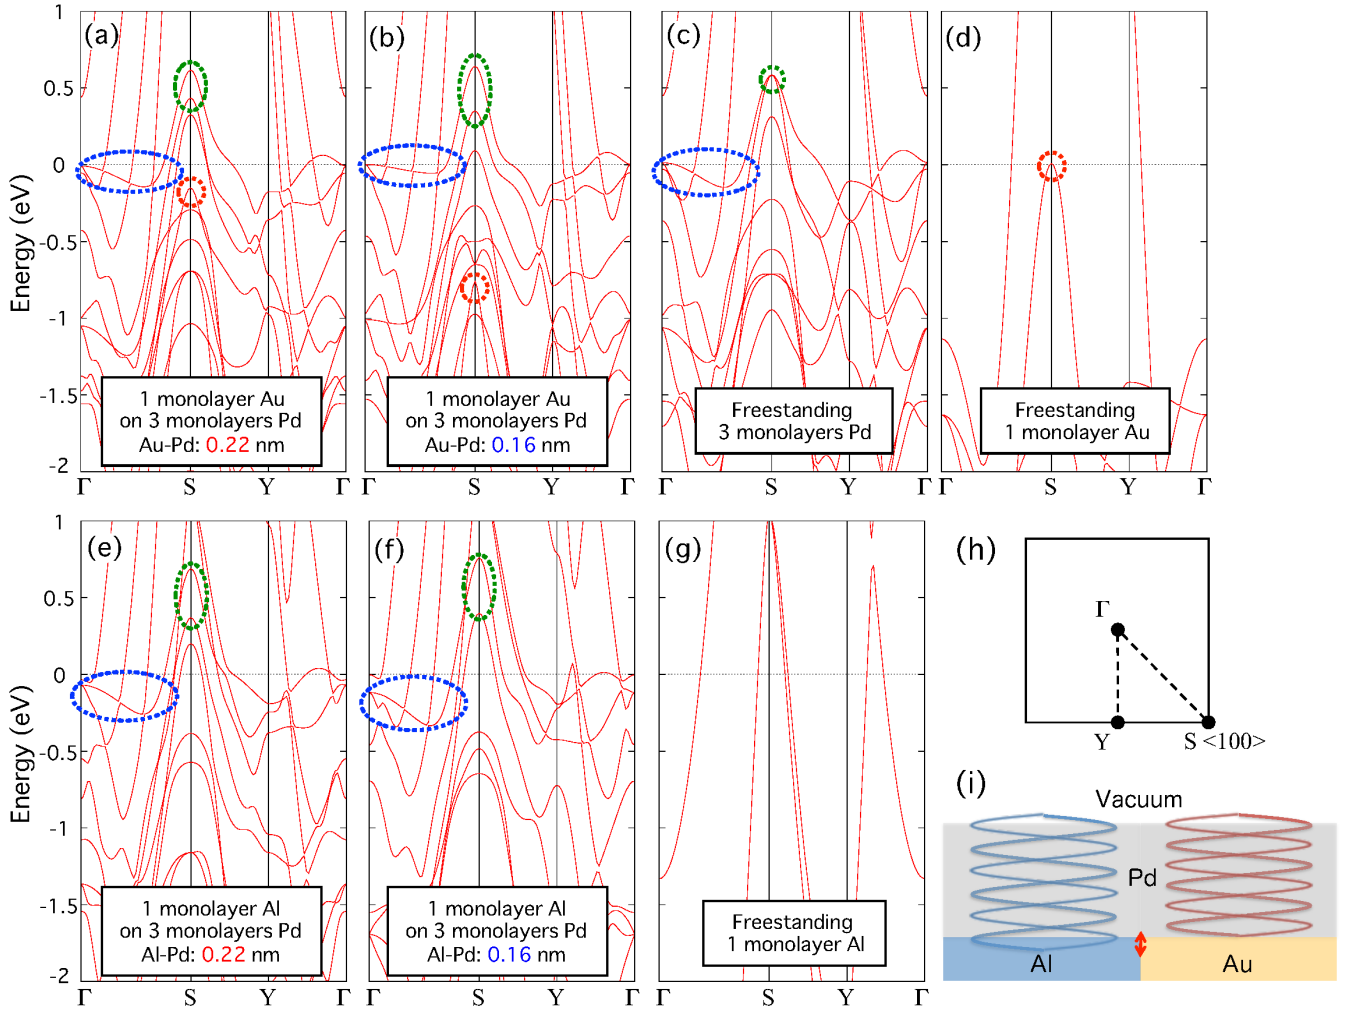 (a)
(b)
(c)
(d)
Energy (eV)
0.5
0
-0.5
-1
-1.5
-2
1 monolayer Au
on 3 monolayers Pd
Au-Pd: 0.22 nm
1 monolayer Au
on 3 monolayers Pd
Au-Pd: 0.16 nm
Freestanding
3 monolayers Pd
Freestanding
1 monolayer Au
Γ S Y Γ
Γ S Y Γ
Γ S Y Γ
Γ S Y Γ
(e)
(f)
(g)
(h)
Energy (eV)
1
0.5
0
-0.5
-1
-1.5
-2
1 monolayer Al
on 3 monolayers Pd
Al-Pd: 0.22 nm
1 monolayer Al
on 3 monolayers Pd
Al-Pd: 0.16 nm
Freestanding
1 monolayer Al
Γ S Y Γ
Γ S Y Γ
Γ S Y Γ
Γ
Y
S <100>
(i)
Vacuum
Pd
Al
Au